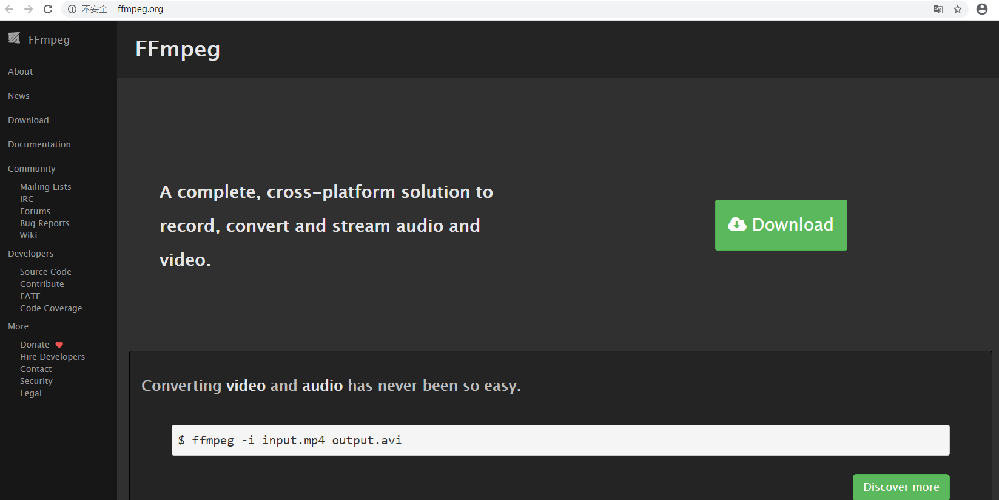 不安全 ffmpeg.org
FFmpeg
About
News
Download
Documentation
Community
Mailing Lists
IRC
Forums
Bug Reports
Wiki
Developers
Source Code
Contribute
FATE
Code Coverage
More
Donate
Hire Developers
Contact
Security
Legal
FFmpeg
A complete, cross-platform solution to
record, convert and stream audio and
video.
Download
Converting video and audio has never been so easy.
$ ffmpeg -i input.mp4 output.avi
Discover more